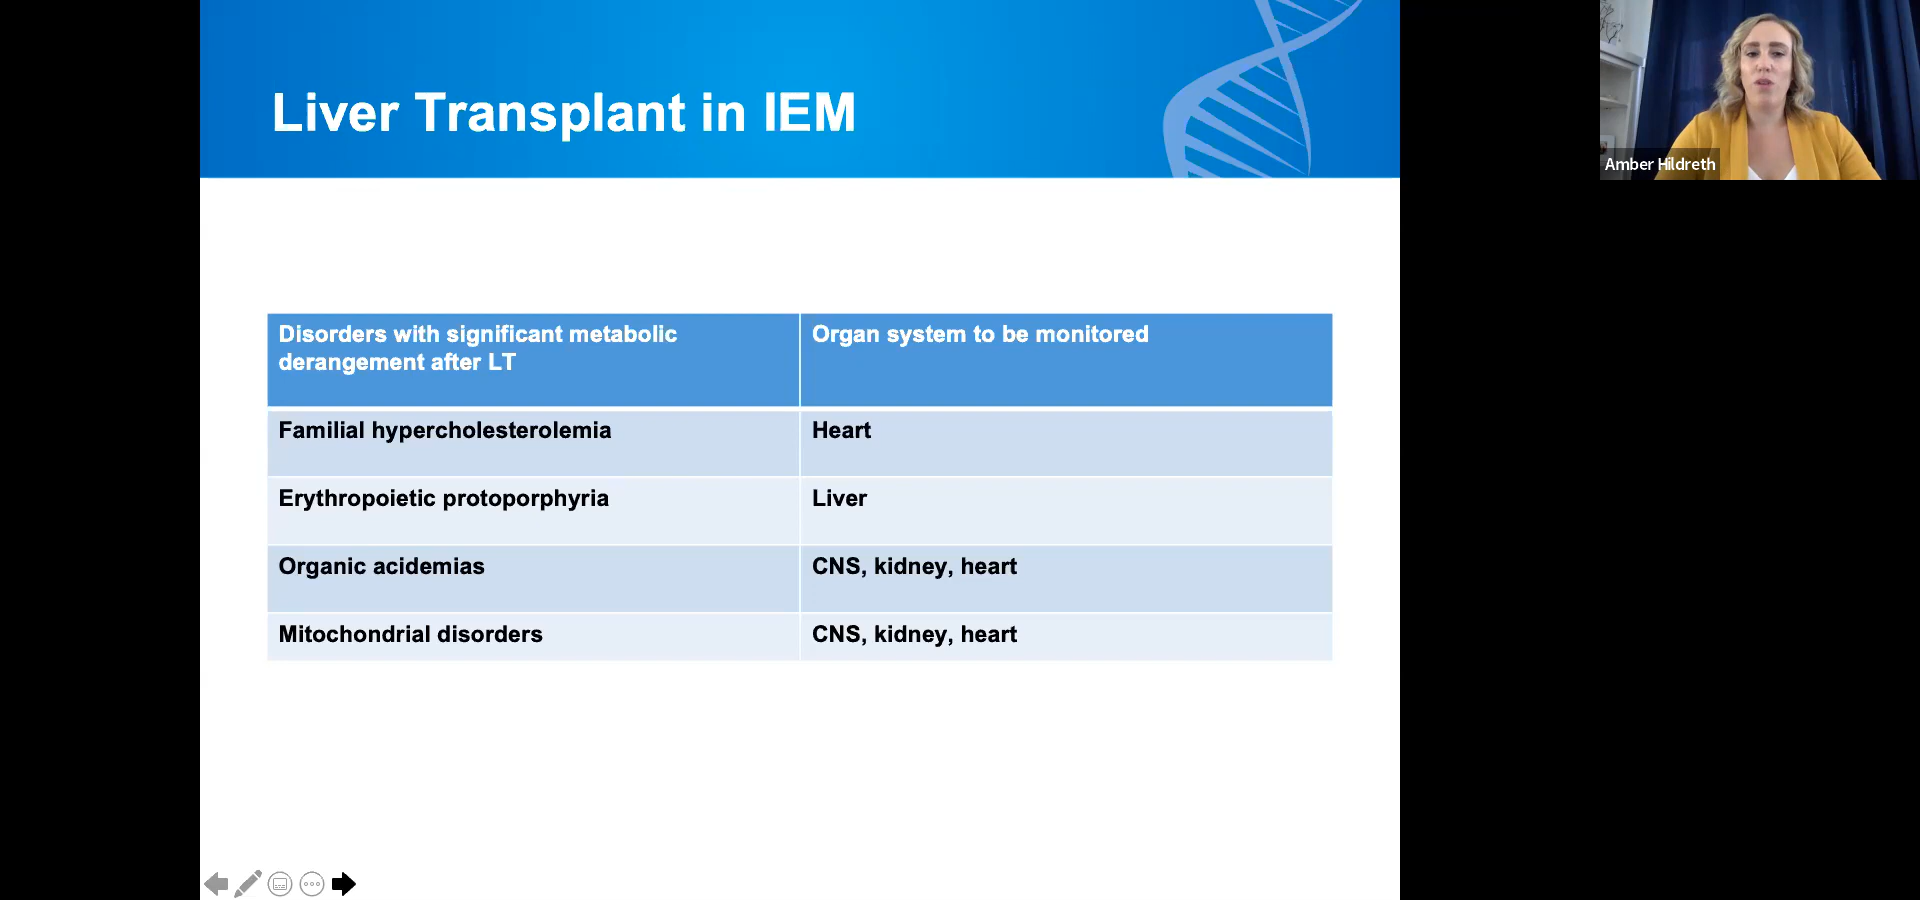 Liver Transplant in IEM
Amber Hildreth
Disorders with significant metabolic
derangement after LT
Organ system to be monitored
Familial hypercholesterolemia
Heart
Erythropoietic protoporphyria
Liver
Organic acidemias
CNS, kidney, heart
Mitochondrial disorders
CNS, kidney, heart